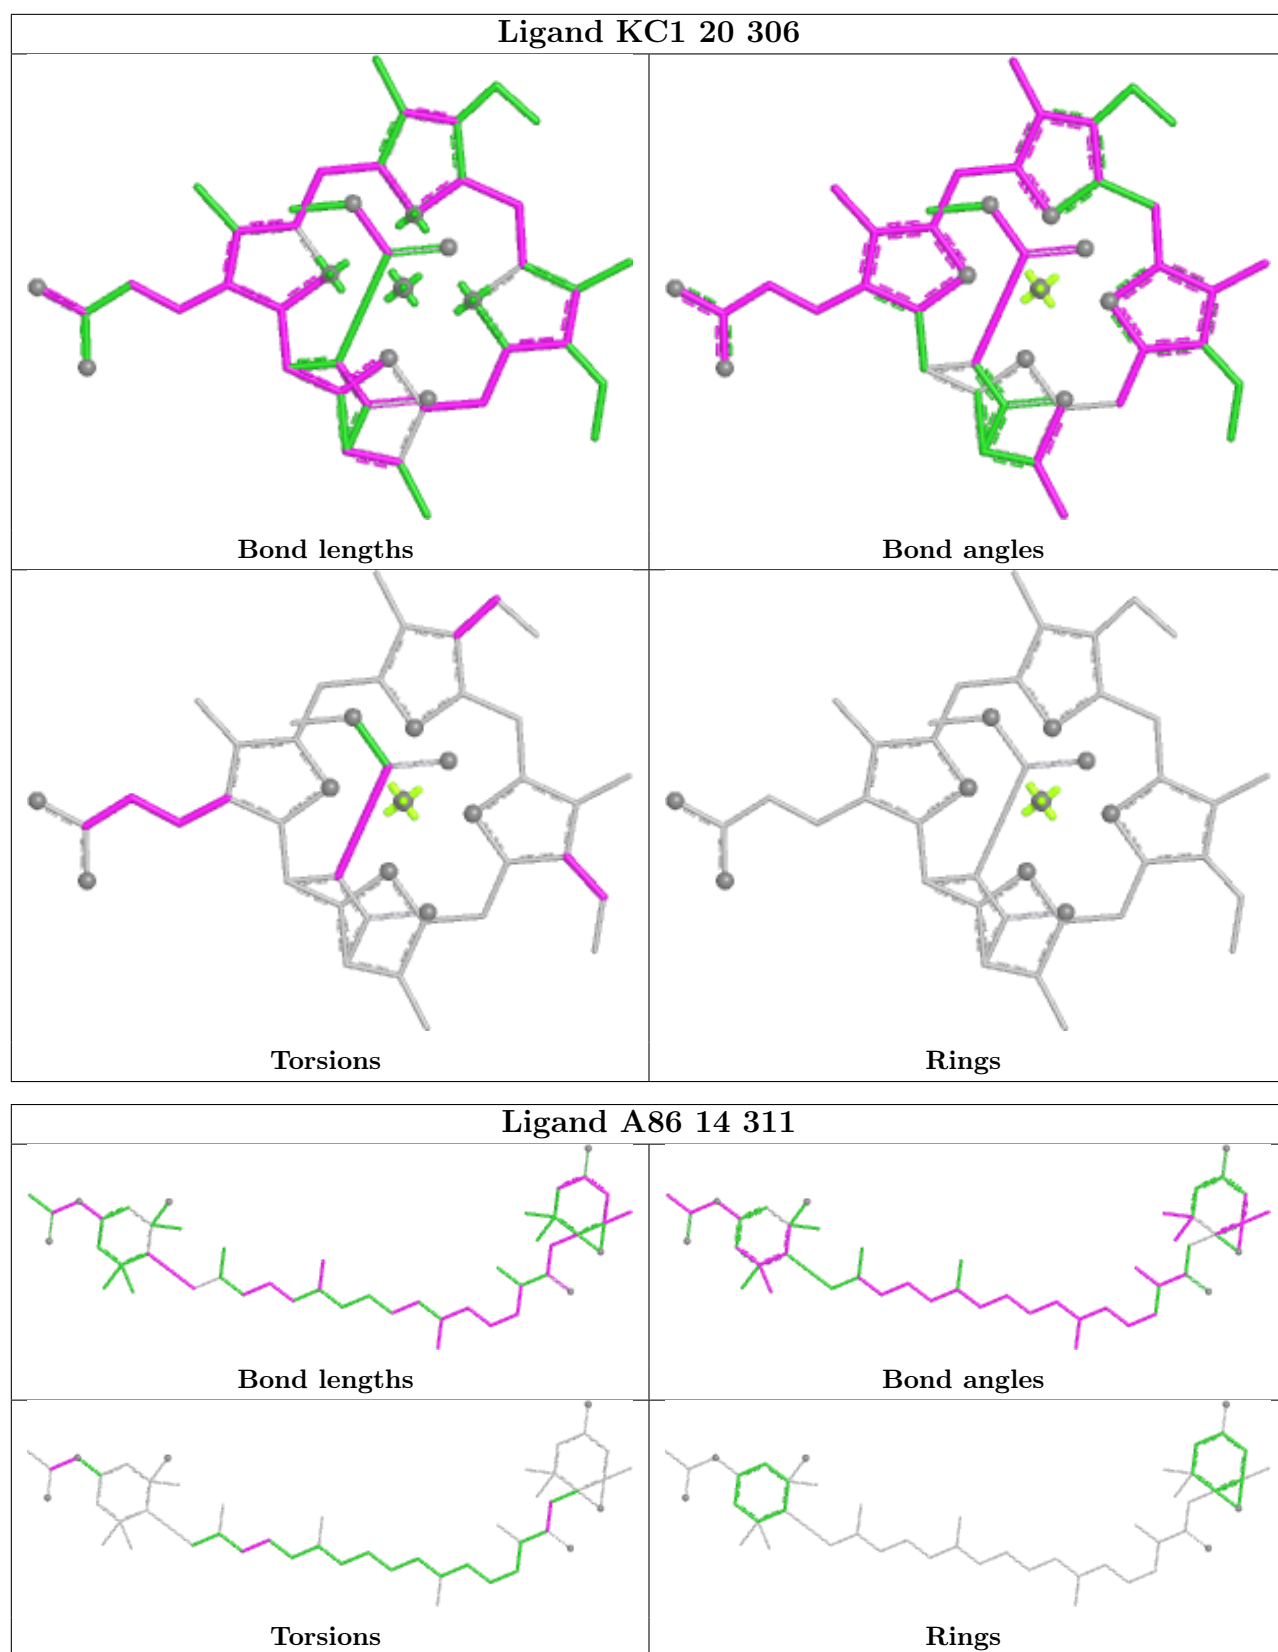 Ligand KC1 20 306
Bond lengths
Bond angles
Torsions
Rings
Ligand A86 14 311
Bond lengths
Bond angles
Torsions
Rings